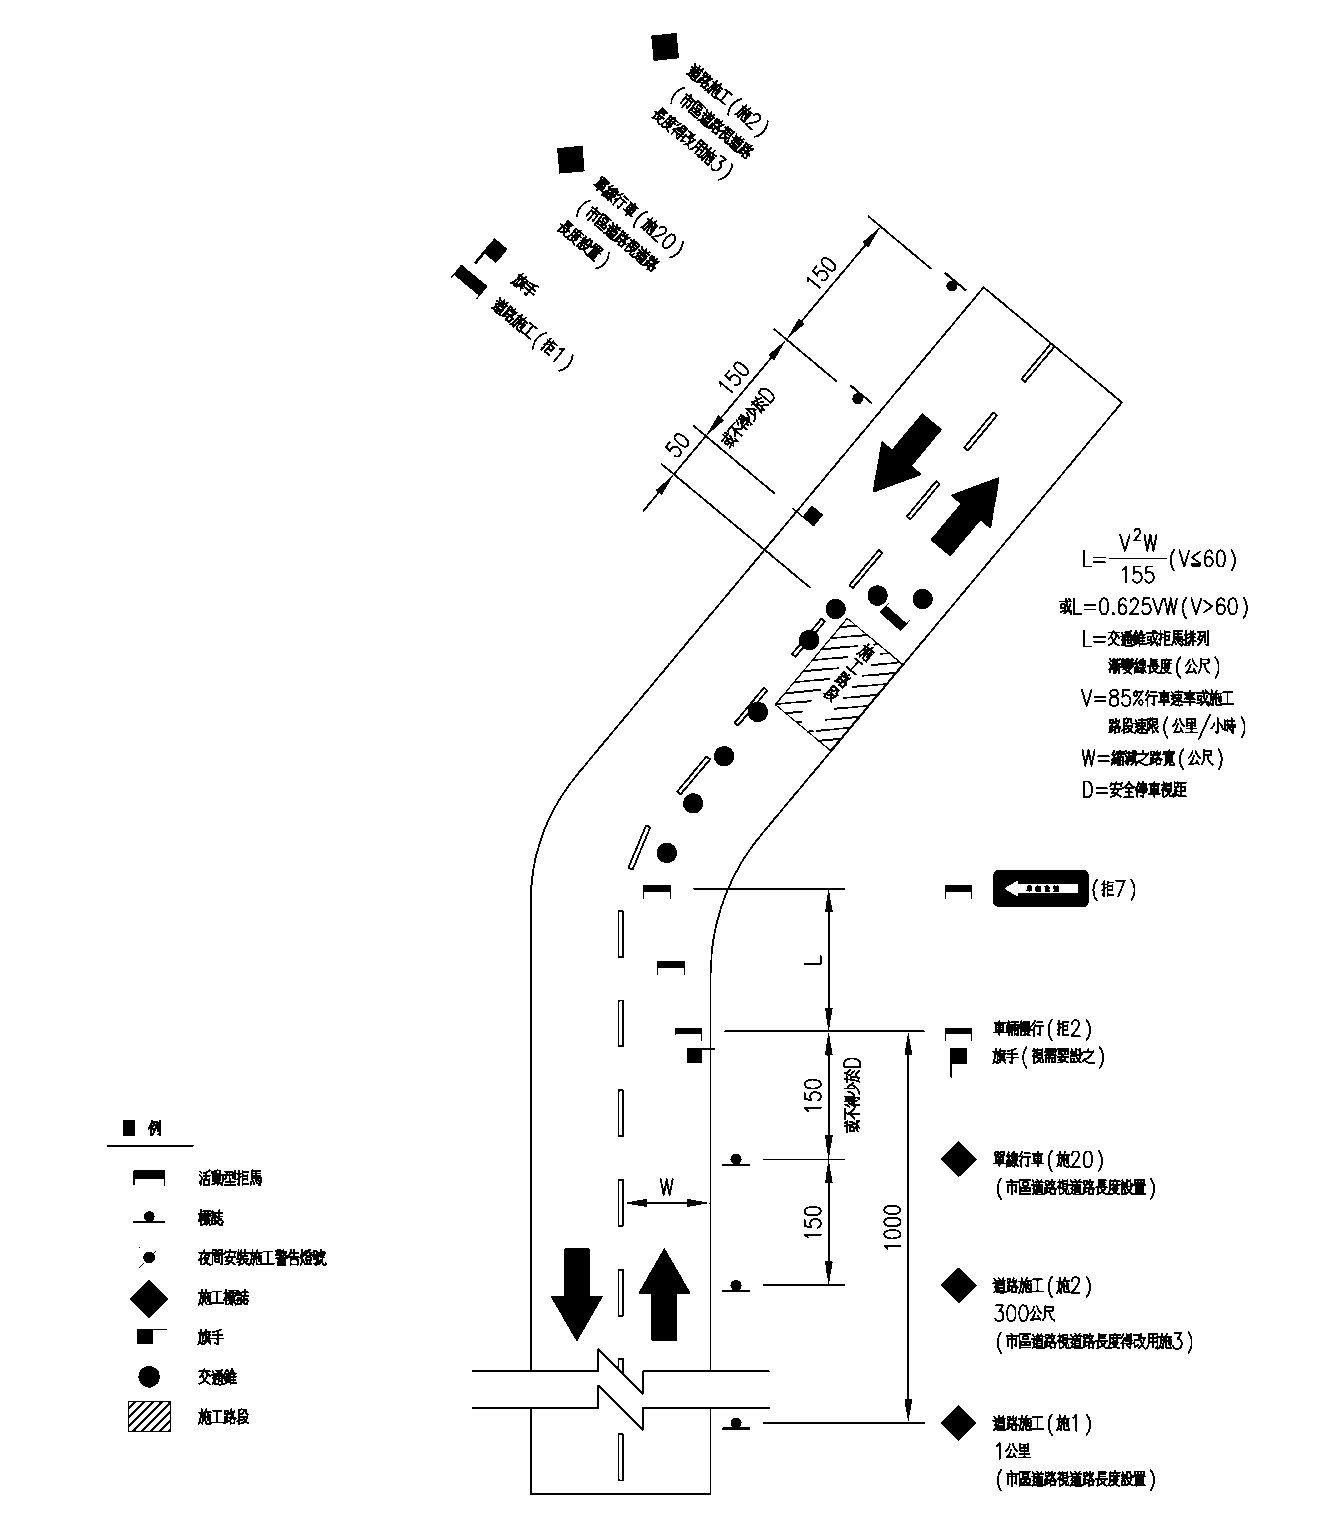 道路施工(施2)
(市區道路視道路
長度得改用施3)
單線行車(施20)
(市區道路視道路
長度設置)
旗手
道路施工(拒1)
150
150
或不得少於D
50
施工路段
L=V²W/155(V≦60)
或L=0.625VW(V>60)
L=交通錐或拒馬排列
漸變線長度(公尺)
V=85%行車速率或施工
路段速限(公里/小時)
W=縮減之路寬(公尺)
D=安全停車視距
(拒7)
L
車輛慢行(拒2)
旗手(視需要設之)
150
或不得少於D
單線行車(施20)
(市區道路視道路長度設置)
W
150
1000
道路施工(施2)
300公尺
(市區道路視道路長度得改用施3)
道路施工(施1)
1公里
(市區道路視道路長度設置)
例
活動型拒馬
標誌
夜間安裝施工警告燈號
施工標誌
旗手
交通錐
施工路段